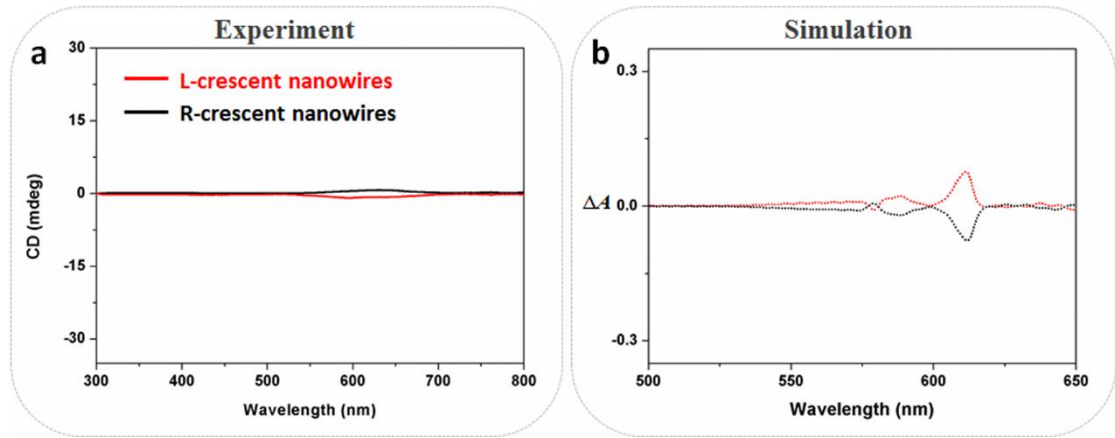 Experiment
a
30
15
0
-15
-30
CD (mdeg)
L-crescent nanowires
R-crescent nanowires
300 400 500 600 700 800
Wavelength (nm)
Simulation
b
0.3
0.0
-0.3
ΔA
500 550 600 650
Wavelength (nm)